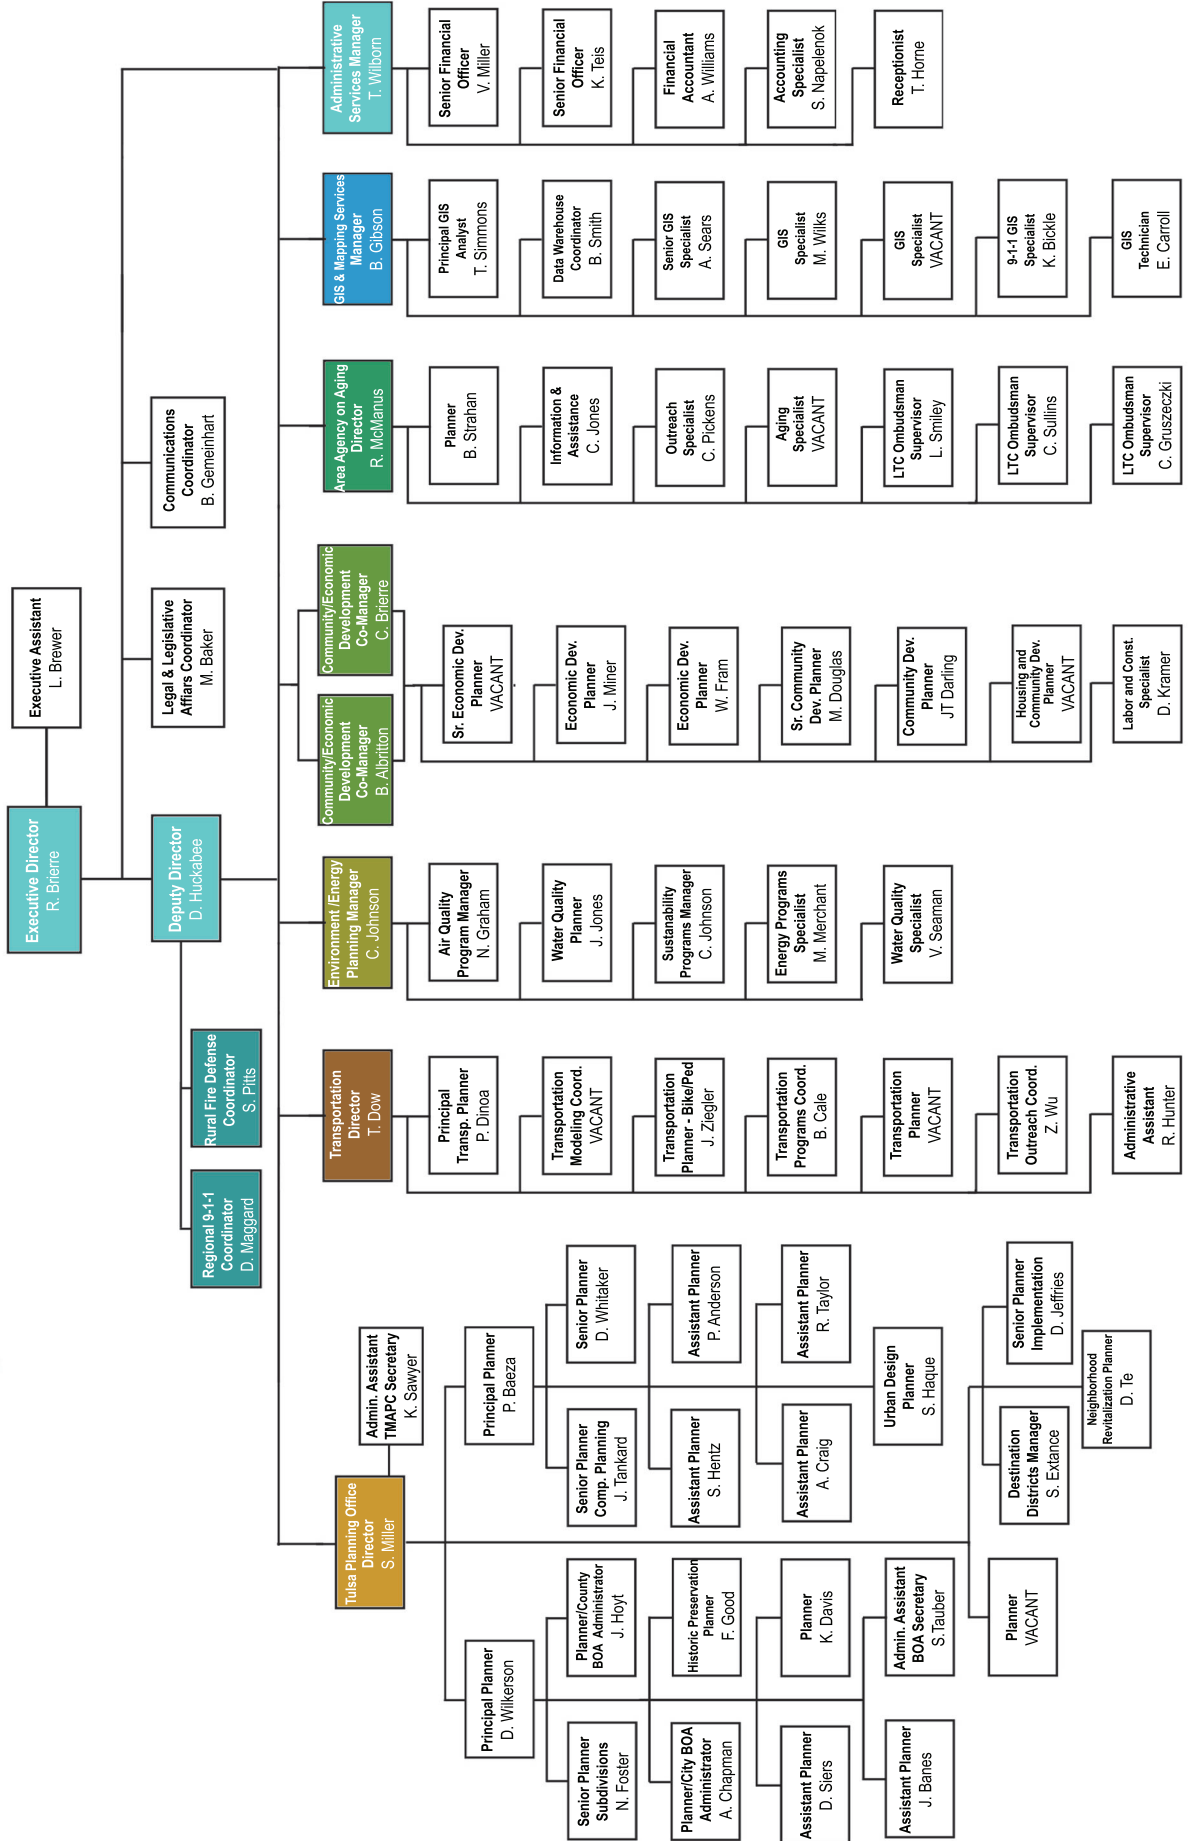 Executive Director
R. Brierre
Executive Assistant
L. Brewer
Deputy Director
D. Huckabee
Legal & Legislative
Affiars Coordinator
M. Baker
Communications
Coordinator
B. Gemeinhart
Regional 9-1-1
Coordinator
D. Maggard
Rural Fire Defense
Coordinator
S. Pitts
Tulsa Planning Office
Director
S. Miller
Admin. Assistant
TMAPC Secretary
K. Sawyer
Principal Planner
D. Wilkerson
Senior Planner
Subdivisions
N. Foster
Planner/County
BOA Administrator
J. Hoyt
Planner/City BOA
Administrator
A. Chapman
Historic Preservation
Planner
F. Good
Assistant Planner
D. Siers
Planner
K. Davis
Assistant Planner
J. Banes
Admin. Assistant
BOA Secretary
S.Tauber
Principal Planner
P. Baeza
Senior Planner
Comp. Planning
J. Tankard
Senior Planner
D. Whitaker
Assistant Planner
S. Hentz
Assistant Planner
P. Anderson
Assistant Planner
A. Craig
Assistant Planner
R. Taylor
Urban Design
Planner
S. Haque
Planner
VACANT
Destination
Districts Manager
S. Extance
Senior Planner
Implementation
D. Jeffries
Neighborhood
Revitalization Planner
D. Te
Transportation
Director
T. Dow
Principal
Transp. Planner
P. Dinoa
Transportation
Modeling Coord.
VACANT
Transportation
Planner - Bike/Ped
J. Ziegler
Transportation
Programs Coord.
B. Cale
Transportation
Planner
VACANT
Transportation
Outreach Coord.
Z. Wu
Administrative
Assistant
R. Hunter
Environment /Energy
Planning Manager
C. Johnson
Air Quality
Program Manager
N. Graham
Water Quality
Planner
J. Jones
Sustanability
Programs Manager
C. Johnson
Energy Programs
Specialist
M. Merchant
Water Quality
Specialist
V. Seaman
Community/Economic
Development
Co-Manager
B. Albritton
Community/Economic
Development
Co-Manager
C. Brierre
Sr. Economic Dev.
Planner
VACANT
Economic Dev.
Planner
J. Miner
Economic Dev.
Planner
W. Fram
Sr. Community
Dev. Planner
M. Douglas
Community Dev.
Planner
JT Darling
Housing and
Community Dev.
Planner
VACANT
Labor and Const.
Specialist
D. Kramer
Area Agency on Aging
Director
R. McManus
Planner
B. Strahan
Information &
Assistance
C. Jones
Outreach
Specialist
C. Pickens
Aging
Specialist
VACANT
LTC Ombudsman
Supervisor
L. Smiley
LTC Ombudsman
Supervisor
C. Sullins
LTC Ombudsman
Supervisor
C. Gruszeczki
GIS & Mapping Services
Manager
B. Gibson
Principal GIS
Analyst
T. Simmons
Data Warehouse
Coordinator
B. Smith
Senior GIS
Specialist
A. Sears
GIS
Specialist
M. Wilks
GIS
Specialist
VACANT
9-1-1 GIS
Specialist
K. Bickle
GIS
Technician
E. Carroll
Administrative
Services Manager
T. Wilborn
Senior Financial
Officer
V. Miller
Senior Financial
Officer
K. Teis
Financial
Accountant
A. Williams
Accounting
Specialist
S. Napelenok
Receptionist
T. Horne